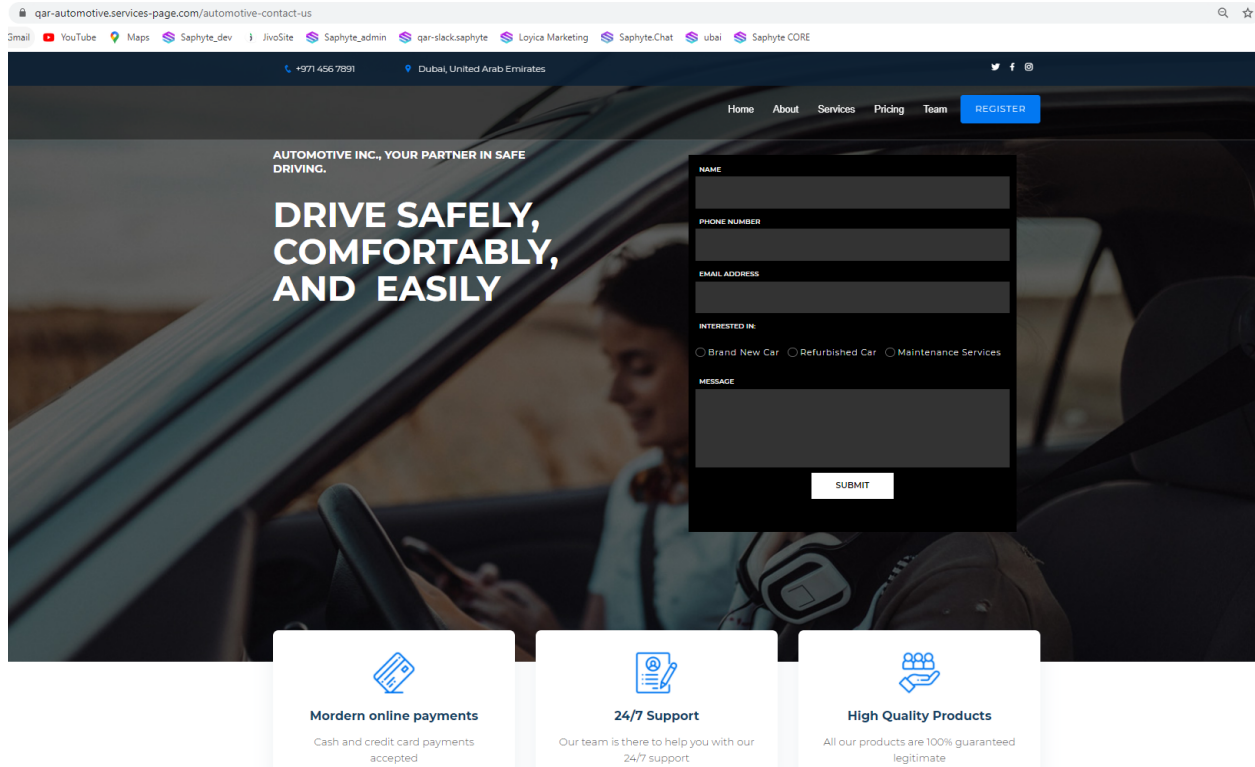 qar-automotive.services-page.com/automotive-contact-us
Gmail YouTube Maps Saphyte_dev JivoSite Saphyte_admin qar-slack.saphyte Loyica Marketing Saphyte.Chat ubai Saphyte CORE
+971 456 7891 Dubai, United Arab Emirates
Home About Services Pricing Team REGISTER
AUTOMOTIVE INC., YOUR PARTNER IN SAFE
DRIVING.
DRIVE SAFELY,
COMFORTABLY,
AND EASILY
NAME
PHONE NUMBER
EMAIL ADDRESS
INTERESTED IN:
Brand New Car Refurbished Car Maintenance Services
MESSAGE
SUBMIT
Mordern online payments
Cash and credit card payments
accepted
24/7 Support
Our team is there to help you with our
24/7 support
High Quality Products
All our products are 100% guaranteed
legitimate